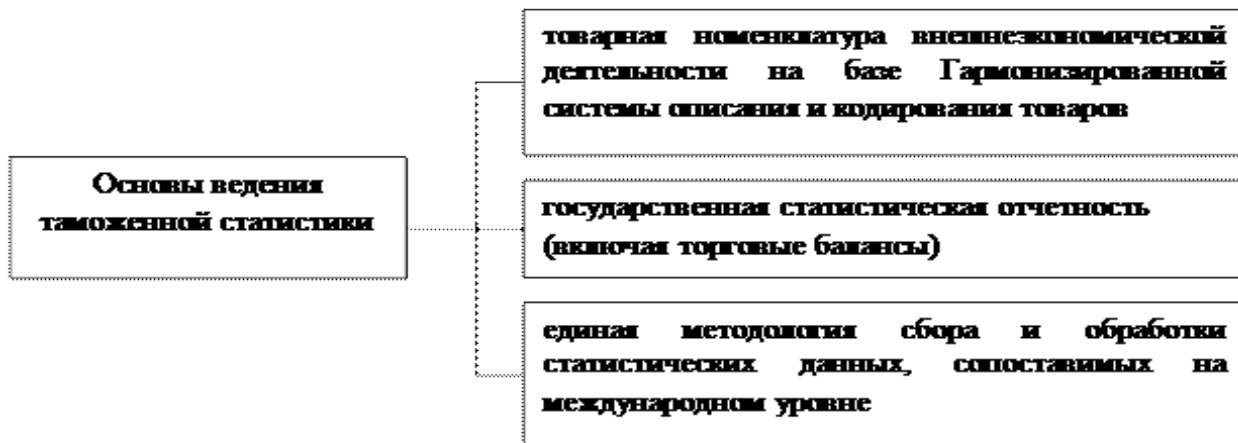 Основы ведения
таможенной статистики
товарная номенклатура внешнеэкономической
деятельности на базе Гармонизированной
системы описания и кодирования товаров
государственная статистическая отчетность
(включая торговые балансы)
единая методология сбора и обработки
статистических данных, сопоставимых на
международном уровне